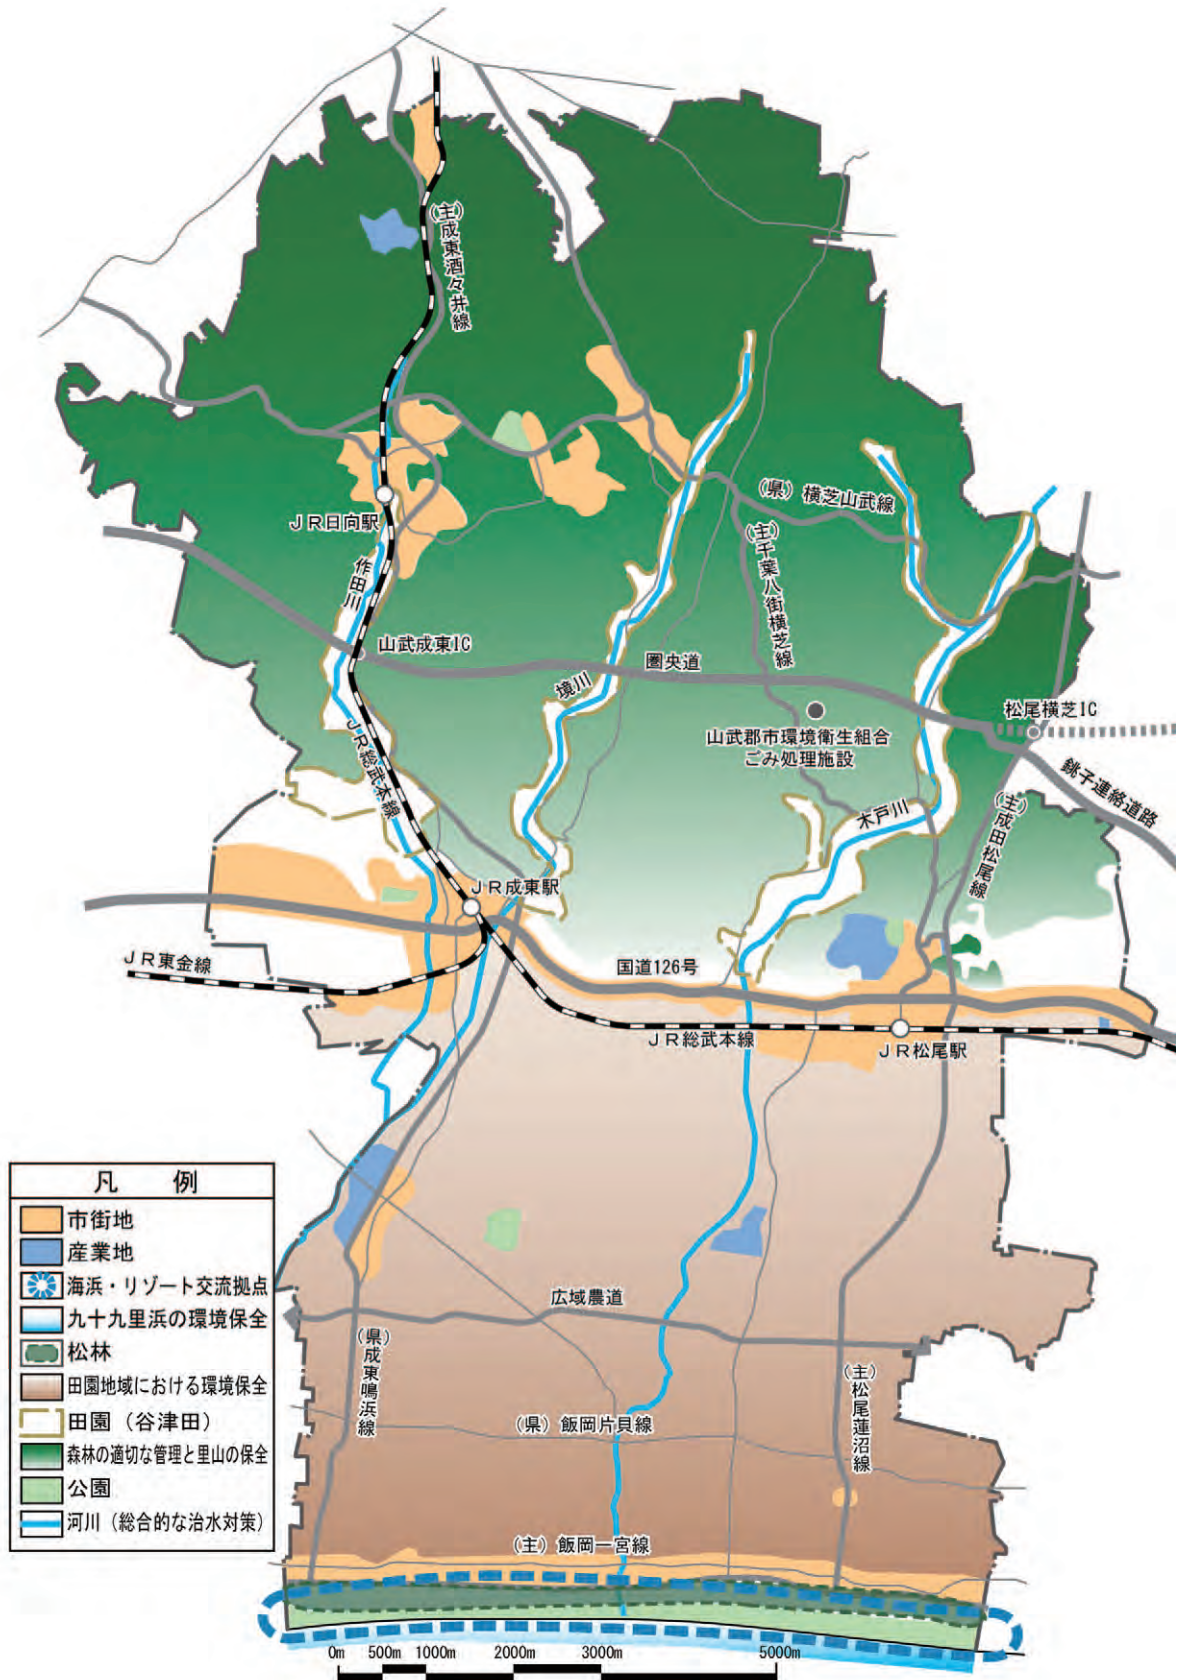 (主)成東酒々井線
JR日向駅
(県)横芝山武線
(主)千葉八街横芝線
作田川
山武成東IC
圏央道
境川
松尾横芝IC
山武郡市環境衛生組合
ごみ処理施設
銚子連絡道路
JR総武本線
木戸川
(主)成田松尾線
JR成東駅
JR東金線
国道126号
JR総武本線
JR松尾駅
凡 例
市街地
産業地
海浜・リゾート交流拠点
九十九里浜の環境保全
松林
田園地域における環境保全
田園(谷津田)
森林の適切な管理と里山の保全
公園
河川(総合的な治水対策)
広域農道
(県)成東鳴浜線
(県)飯岡片貝線
(主)松尾蓮沼線
(主)飯岡一宮線
0m 500m 1000m 2000m 3000m 5000m